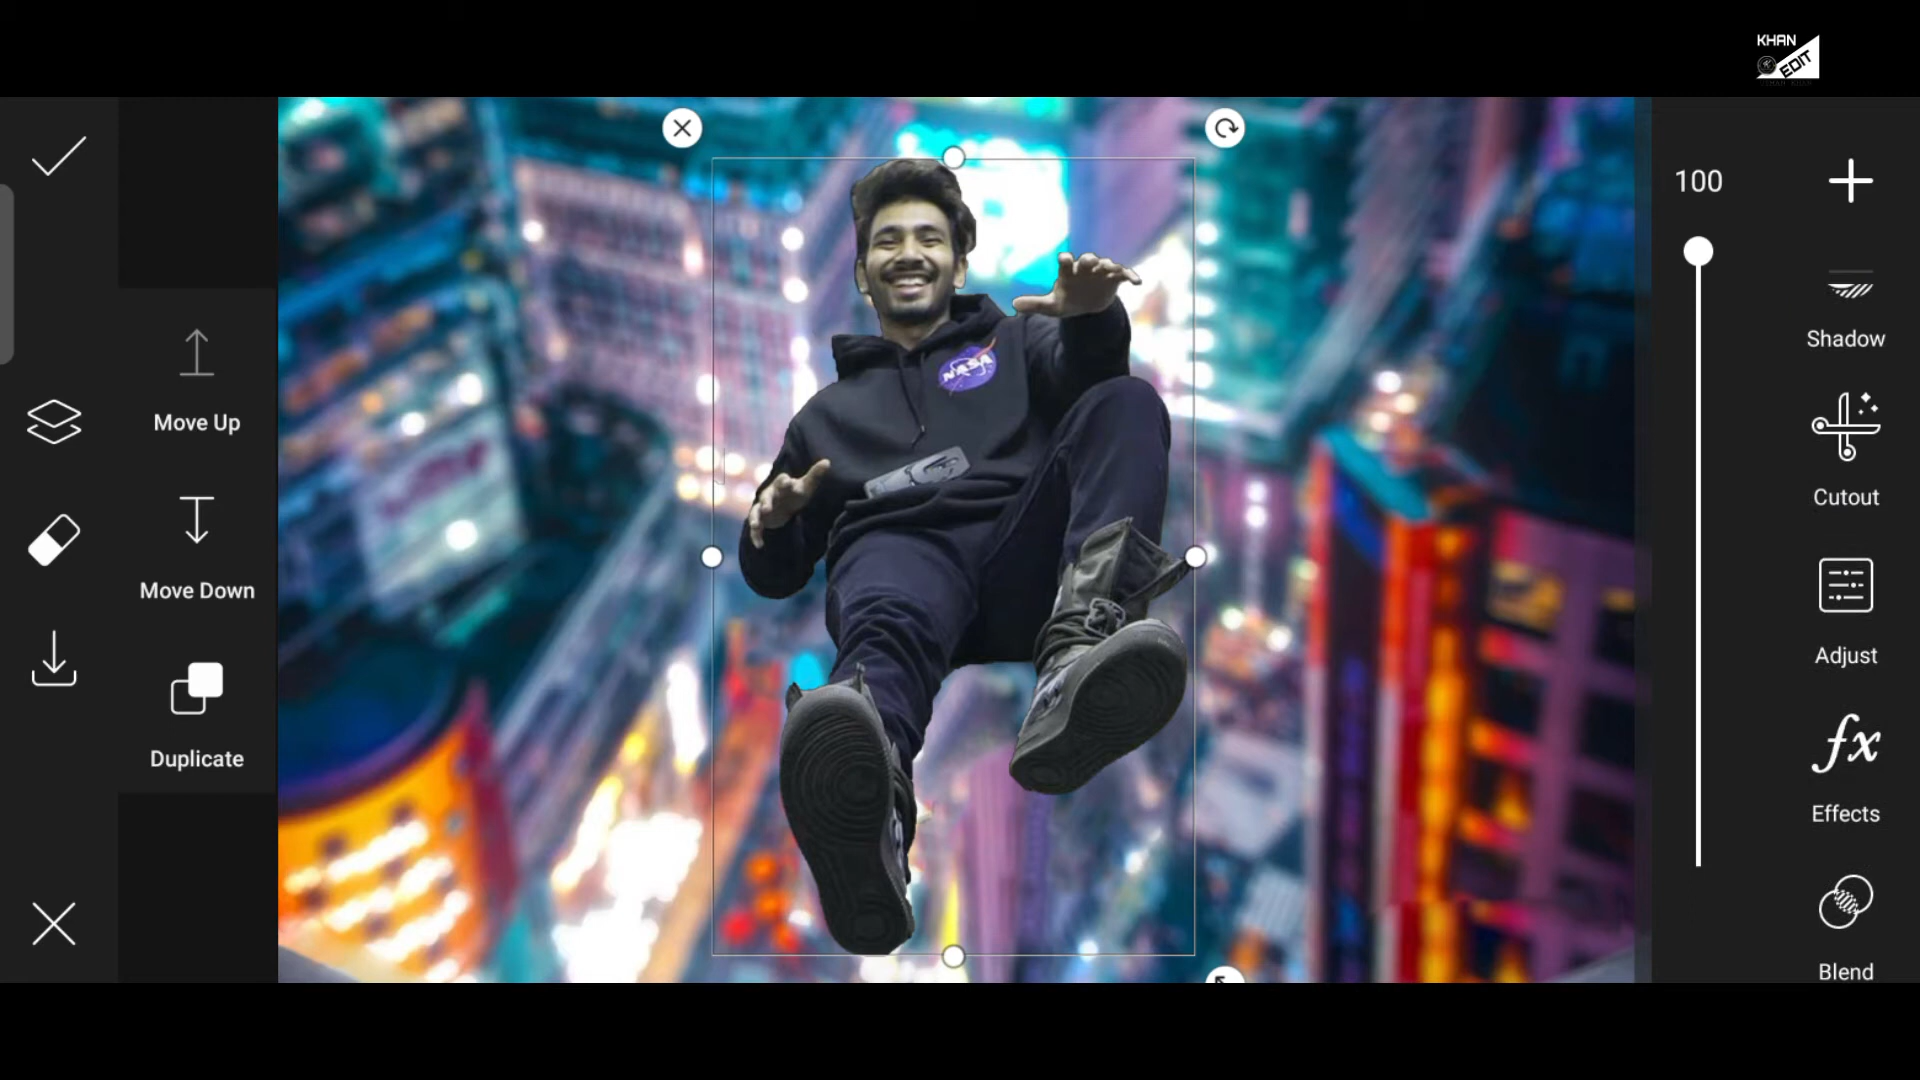 KHAN
EDIT
100
Shadow
Move Up
Cutout
Move Down
Adjust
Duplicate
Effects
Blend
NASA
fx